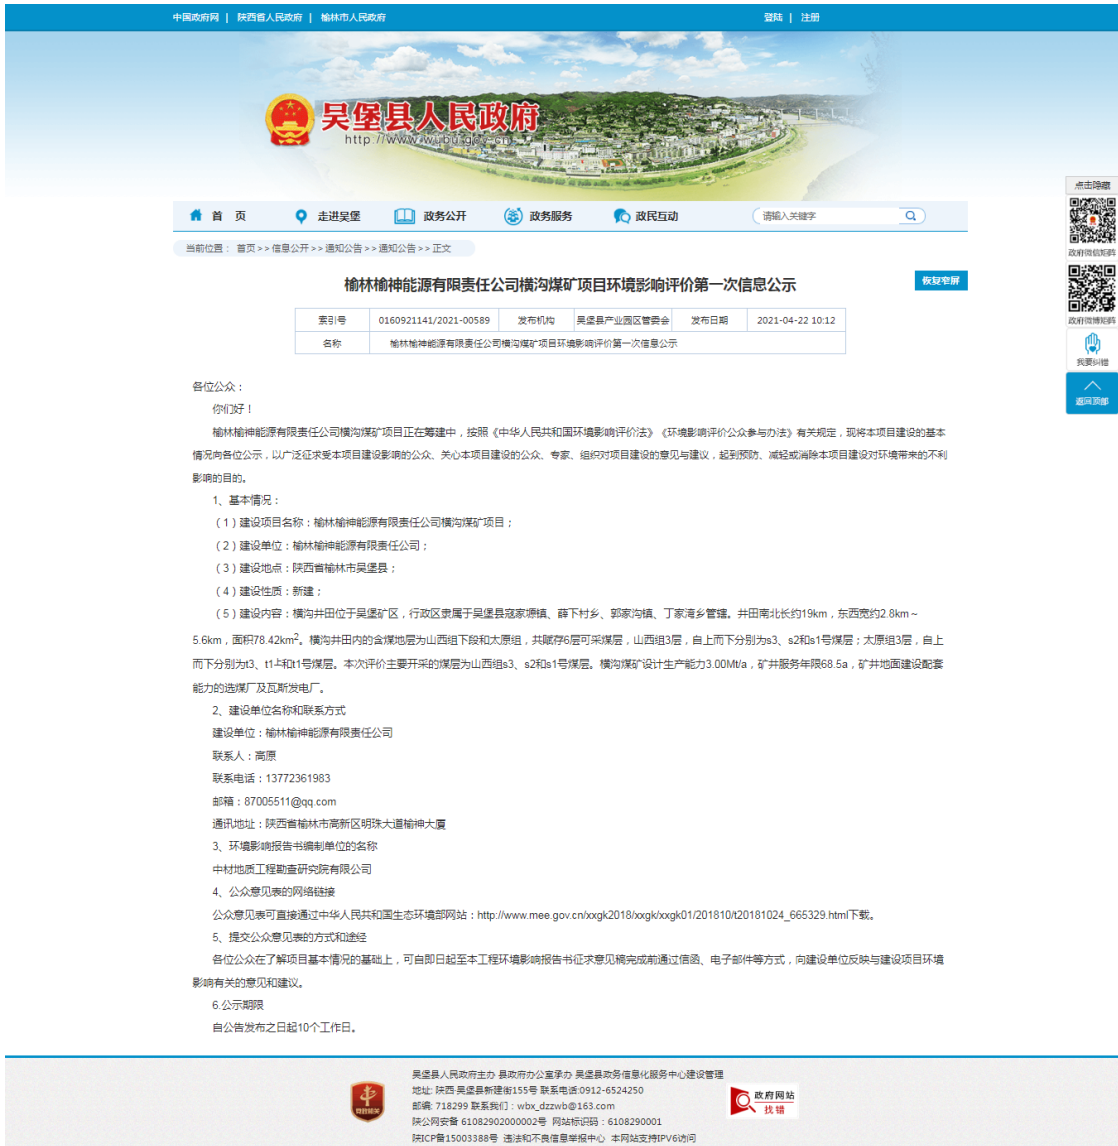 中国政府网 | 陕西省人民政府 | 榆林市人民政府
登陆 | 注册
吴堡县人民政府
http://www.wubu.gov.cn
首 页 走进吴堡 政务公开 政务服务 政民互动 请输入关键字
当前位置： 首页>>信息公开>>通知公告>>通知公告>>正文
榆林榆神能源有限责任公司横沟煤矿项目环境影响评价第一次信息公示
恢复窄屏
索引号 0160921141/2021-00589 发布机构 吴堡县产业园区管委会 发布日期 2021-04-22 10:12
名称 榆林榆神能源有限责任公司横沟煤矿项目环境影响评价第一次信息公示
各位公众：
你们好！
榆林榆神能源有限责任公司横沟煤矿项目正在筹建中，按照《中华人民共和国环境影响评价法》《环境影响评价公众参与办法》有关规定，现将本项目建设的基本
情况向各位公示，以广泛征求受本项目建设影响的公众、关心本项目建设的公众、专家、组织对项目建设的意见与建议，起到预防、减轻或消除本项目建设对环境带来的不利
影响的目的。
1、基本情况：
（1）建设项目名称：榆林榆神能源有限责任公司横沟煤矿项目；
（2）建设单位：榆林榆神能源有限责任公司；
（3）建设地点：陕西省榆林市吴堡县；
（4）建设性质：新建；
（5）建设内容：横沟井田位于吴堡矿区，行政区隶属于吴堡县寇家塬镇、薛下村乡、郭家沟镇、丁家湾乡管辖。井田南北长约19km，东西宽约2.8km～
5.6km，面积78.42km²。横沟井田内的含煤地层为山西组下段和太原组，共赋存6层可采煤层，山西组3层，自上而下分别为s3、s2和s1号煤层；太原组3层，自上
而下分别为t3、t1上和t1号煤层。本次评价主要开采的煤层为山西组s3、s2和s1号煤层。横沟煤矿设计生产能力3.00Mt/a，矿井服务年限68.5a，矿井地面建设配套
能力的选煤厂及瓦斯发电厂。
2、建设单位名称和联系方式
建设单位：榆林榆神能源有限责任公司
联系人：高原
联系电话：13772361983
邮箱：87005511@qq.com
通讯地址：陕西省榆林市高新区明珠大道榆神大厦
3、环境影响报告书编制单位的名称
中材地质工程勘查研究院有限公司
4、公众意见表的网络链接
公众意见表可直接通过中华人民共和国生态环境部网站：http://www.mee.gov.cn/xxgk2018/xxgk/xxgk01/201810/t20181024_665329.html下载。
5、提交公众意见表的方式和途经
各位公众在了解项目基本情况的基础上，可自即日起至本工程环境影响报告书征求意见稿完成前通过信函、电子邮件等方式，向建设单位反映与建设项目环境
影响有关的意见和建议。
6.公示期限
自公告发布之日起10个工作日。
点击隐藏
政府微信矩阵
政府微博矩阵
我要纠错
返回顶部
党政机关
吴堡县人民政府主办 县政府办公室承办 吴堡县政务信息化服务中心建设管理
地址: 陕西·吴堡县新建街155号 联系电话:0912-6524250
邮编: 718299 联系我们：wbx_dzzwb@163.com
陕公网安备 61082902000002号 网站标识码：6108290001
陕ICP备15003388号 违法和不良信息举报中心 本网站支持IPV6访问
政府网站
找错